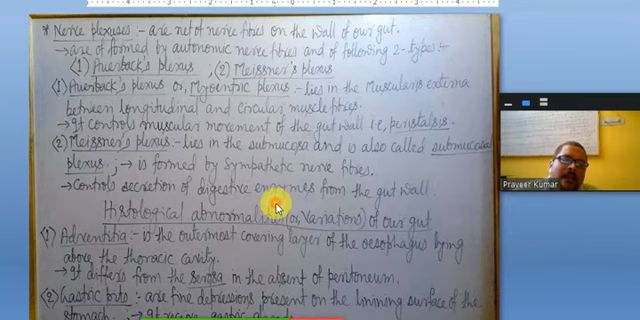 * Nerve plexuses :- are net of nerve fibres on the wall of our gut.
→ are of formed by autonomic nerve fibres and of following 2-types :-
(1) Auerback's plexus ; (2) Meissner's plexus
(1) Auerback's plexus or, Myoentric plexus - lies in the Muscularis externa
between longitudinal and circular muscle fibres.
→ It controls muscular movement of the gut wall i.e, peristalsis.
(2) Meissner's plexus - lies in the submucosa and is also called submucosal
plexus ; → is formed by sympathetic nerve fibres.
→ Controls secretion of digestive enzymes from the gut wall.
Histological abnormalities (or, Variations) of our gut
(1) Adventitia - is the outermost covering layer of the oesophagus lying
above the thoracic cavity.
→ It differs from the serosa in the absent of peritoneum.
(2) Gastric pits : are fine depressions present on the linining surface of the
stomach ;
Praveer Kumar